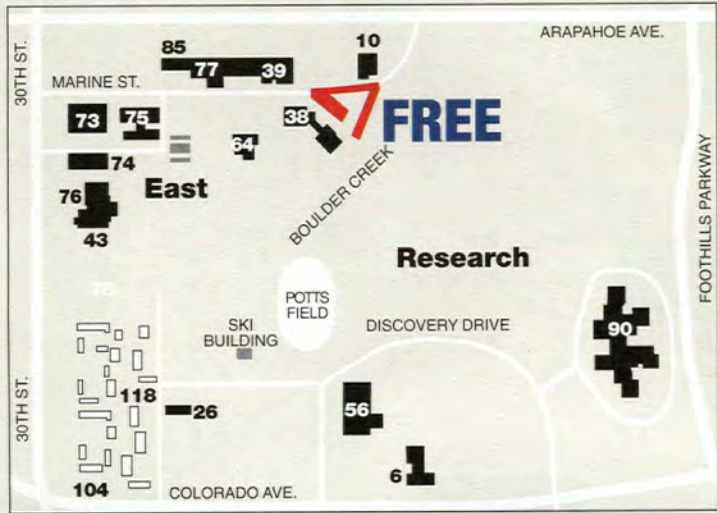 10
ARAPAHOE AVE.
85
30TH ST.
77
39
MARINE ST.
73
75
38
FREE
64
74
BOULDER CREEK
East
76
43
Research
FOOTHILLS PARKWAY
76
POTTS
FIELD
SKI
BUILDING
DISCOVERY DRIVE
90
30TH ST.
118
26
56
6
104
COLORADO AVE.